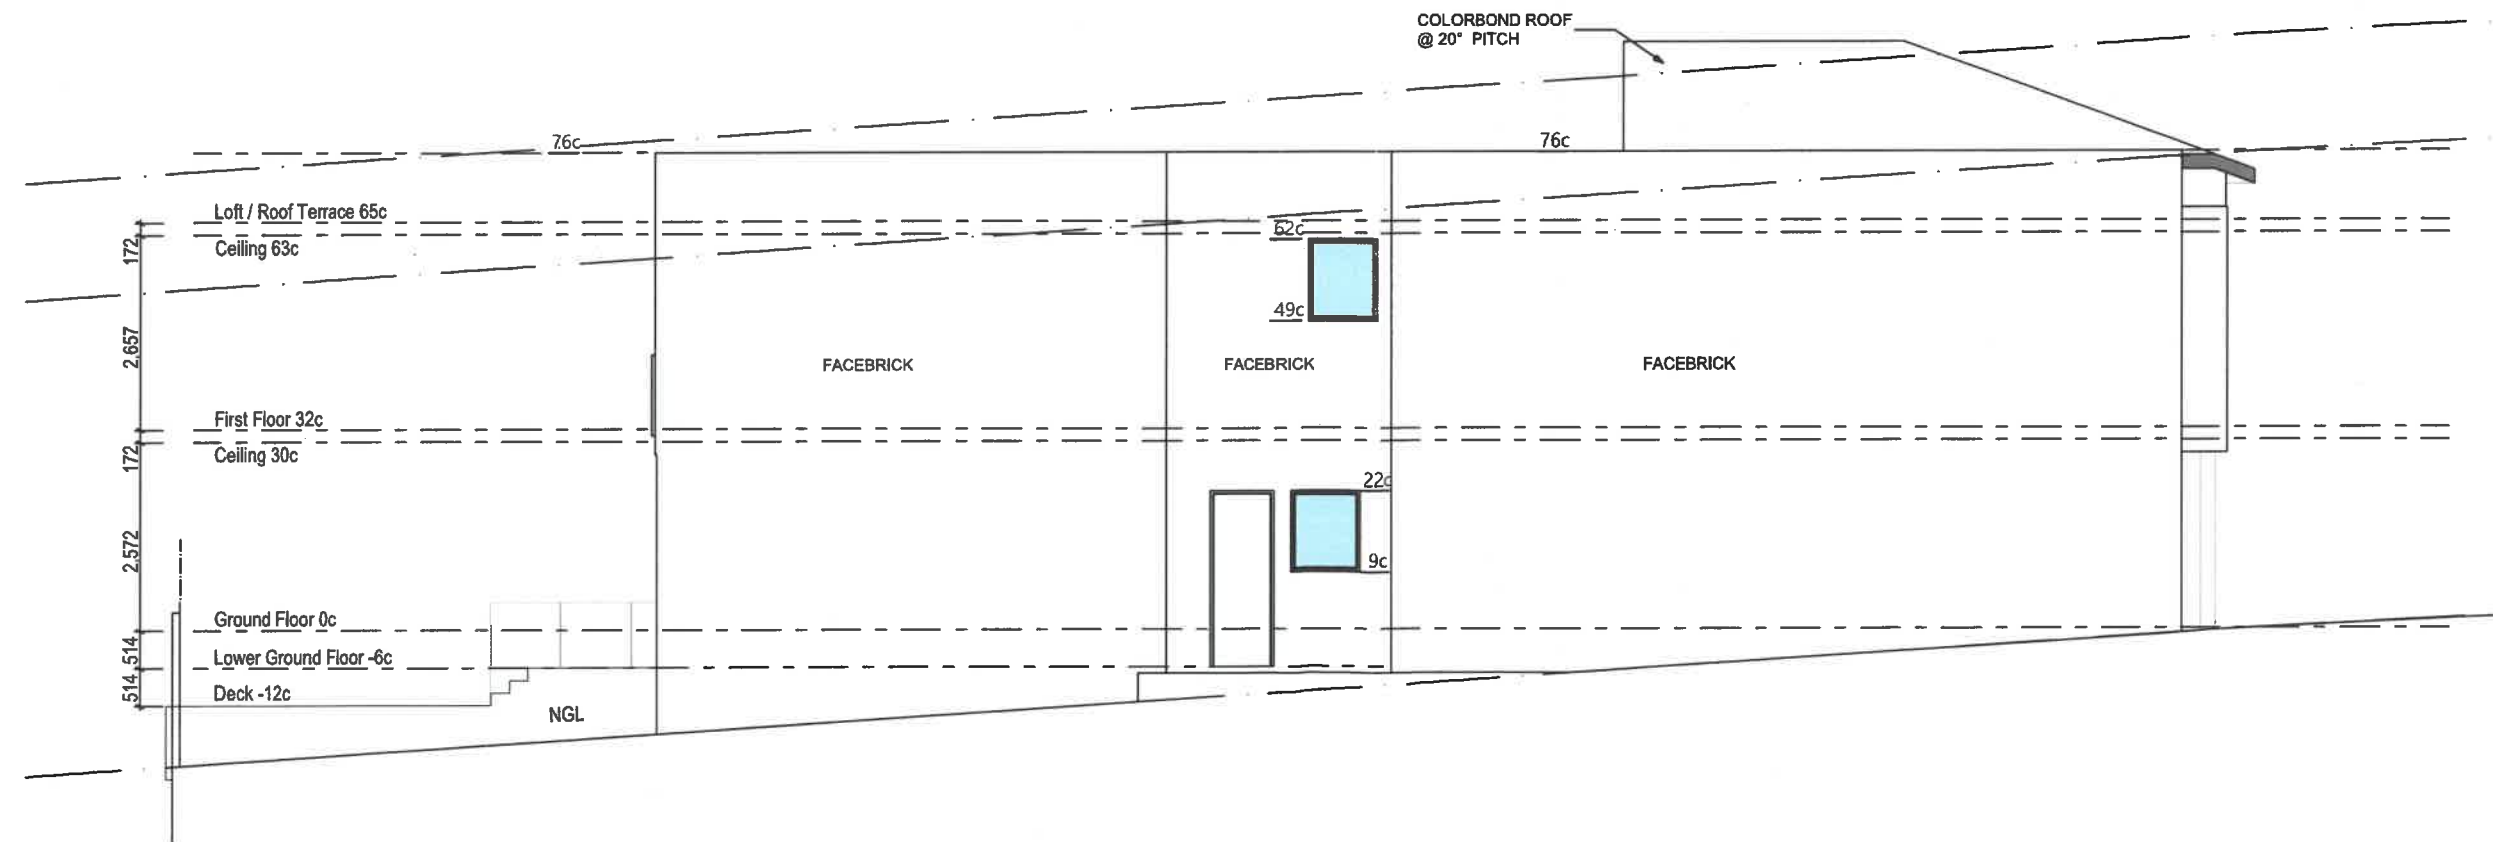 COLORBOND ROOF
@ 20° PITCH
76c
76c
Loft / Roof Terrace 65c
172
Ceiling 63c
62c
49c
2,657
FACEBRICK
FACEBRICK
FACEBRICK
First Floor 32c
172
Ceiling 30c
22c
2,572
9c
Ground Floor 0c
514
Lower Ground Floor -6c
514
Deck -12c
NGL